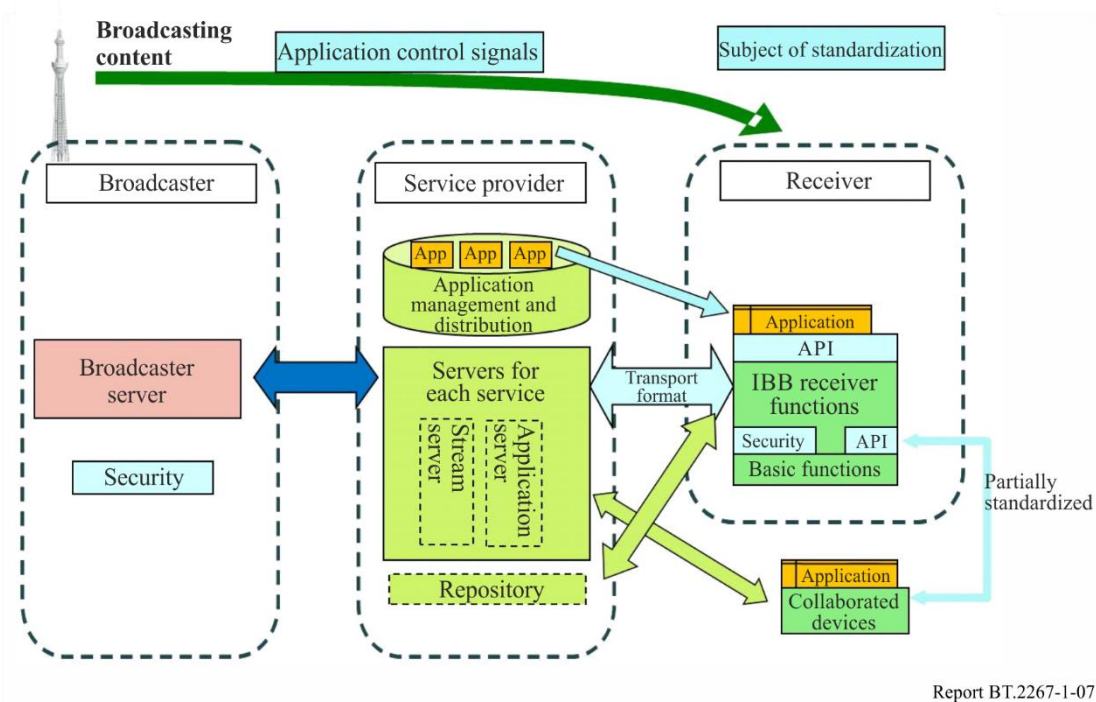 Broadcasting
content
Application control signals
Subject of standardization
Broadcaster
Service provider
Receiver
App
App
App
Application
management and
distribution
Application
API
Broadcaster
server
Servers for
each service
Transport
format
IBB receiver
functions
Stream
server
Application
server
Security
API
Basic functions
Security
Partially
standardized
Repository
Application
Collaborated
devices
Report BT.2267-1-07